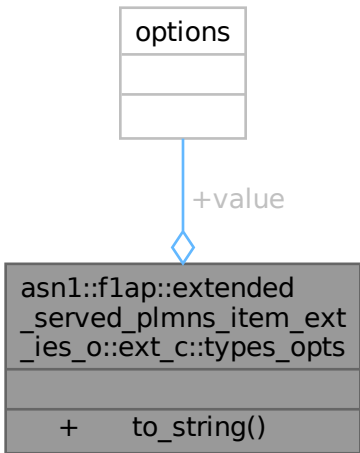 options
+value
asn1::f1ap::extended
_served_plmns_item_ext
_ies_o::ext_c::types_opts
+ to_string()